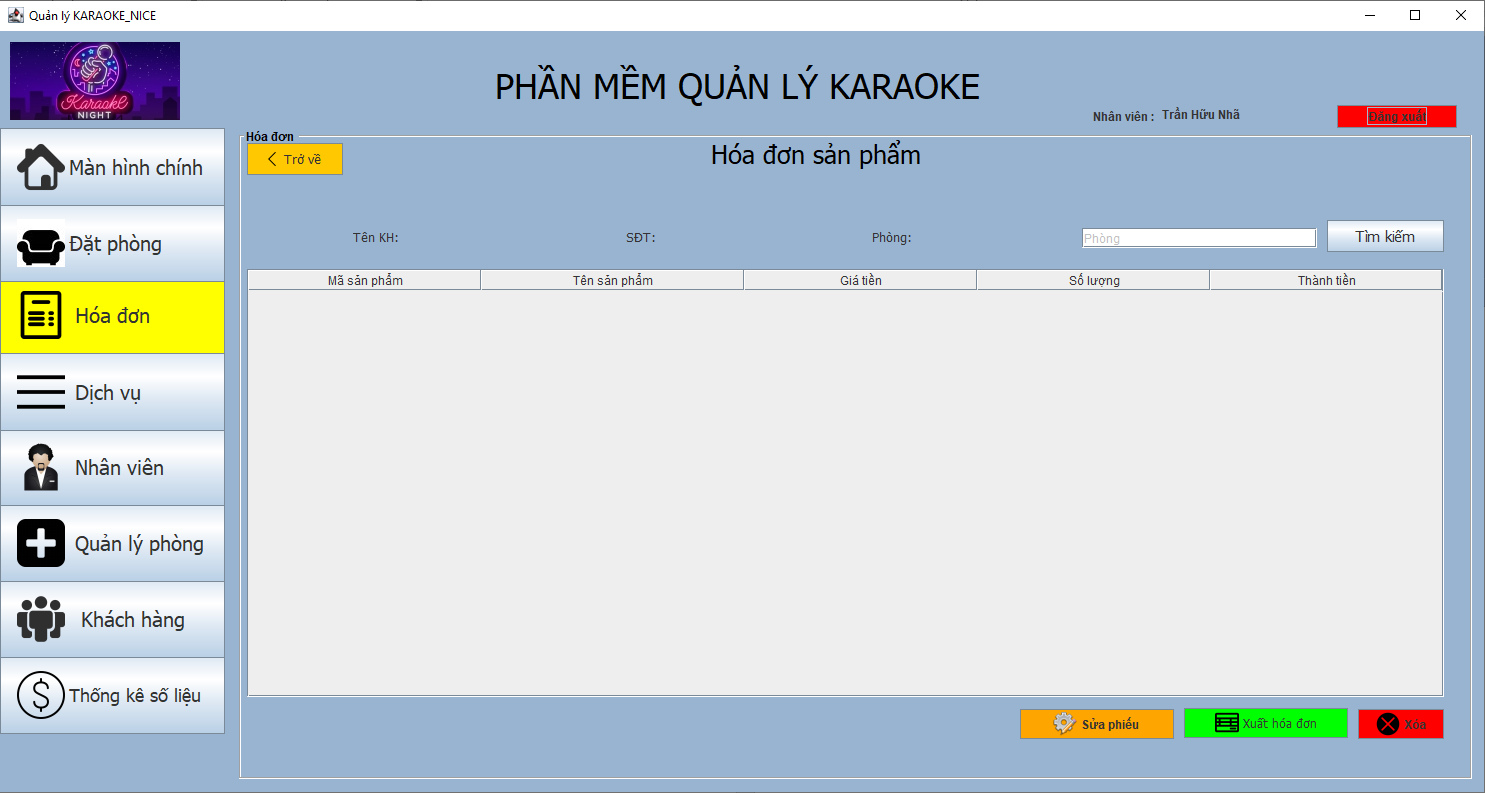 Quản lý KARAOKE_NICE
Karaoke
NIGHT
PHẦN MỀM QUẢN LÝ KARAOKE
Nhân viên : Trần Hữu Nhã
Đăng xuất
Màn hình chính
Đặt phòng
Hóa đơn
Dịch vụ
Nhân viên
Quản lý phòng
Khách hàng
Thống kê số liệu
Hóa đơn
Trở về
Hóa đơn sản phẩm
Tên KH: SĐT: Phòng: Phòng Tìm kiếm
Mã sản phẩm Tên sản phẩm Giá tiền Số lượng Thành tiền
Sửa phiếu Xuất hóa đơn Xóa